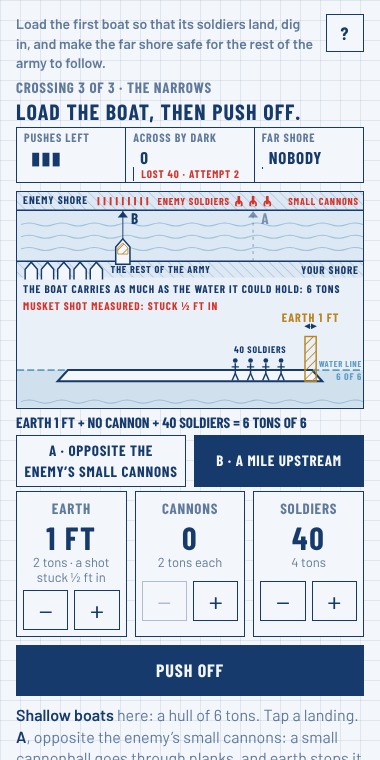 Load the first boat so that its soldiers land, dig
in, and make the far shore safe for the rest of the
army to follow.
?
CROSSING 3 OF 3 · THE NARROWS
LOAD THE BOAT, THEN PUSH OFF.
PUSHES LEFT
ACROSS BY DARK
0
LOST 40 · ATTEMPT 2
FAR SHORE
NOBODY
ENEMY SHORE
ENEMY SOLDIERS
SMALL CANNONS
B
A
THE REST OF THE ARMY
YOUR SHORE
THE BOAT CARRIES AS MUCH AS THE WATER IT COULD HOLD: 6 TONS
MUSKET SHOT MEASURED: STUCK ½ FT IN
EARTH 1 FT
40 SOLDIERS
WATER LINE
6 OF 6
EARTH 1 FT + NO CANNON + 40 SOLDIERS = 6 TONS OF 6
A · OPPOSITE THE
ENEMY'S SMALL CANNONS
B · A MILE UPSTREAM
EARTH
1 FT
2 tons · a shot
stuck ½ ft in
− +
CANNONS
0
2 tons each
− +
SOLDIERS
40
4 tons
− +
PUSH OFF
Shallow boats here: a hull of 6 tons. Tap a landing.
A, opposite the enemy's small cannons: a small
cannonball goes through planks, and earth stops it